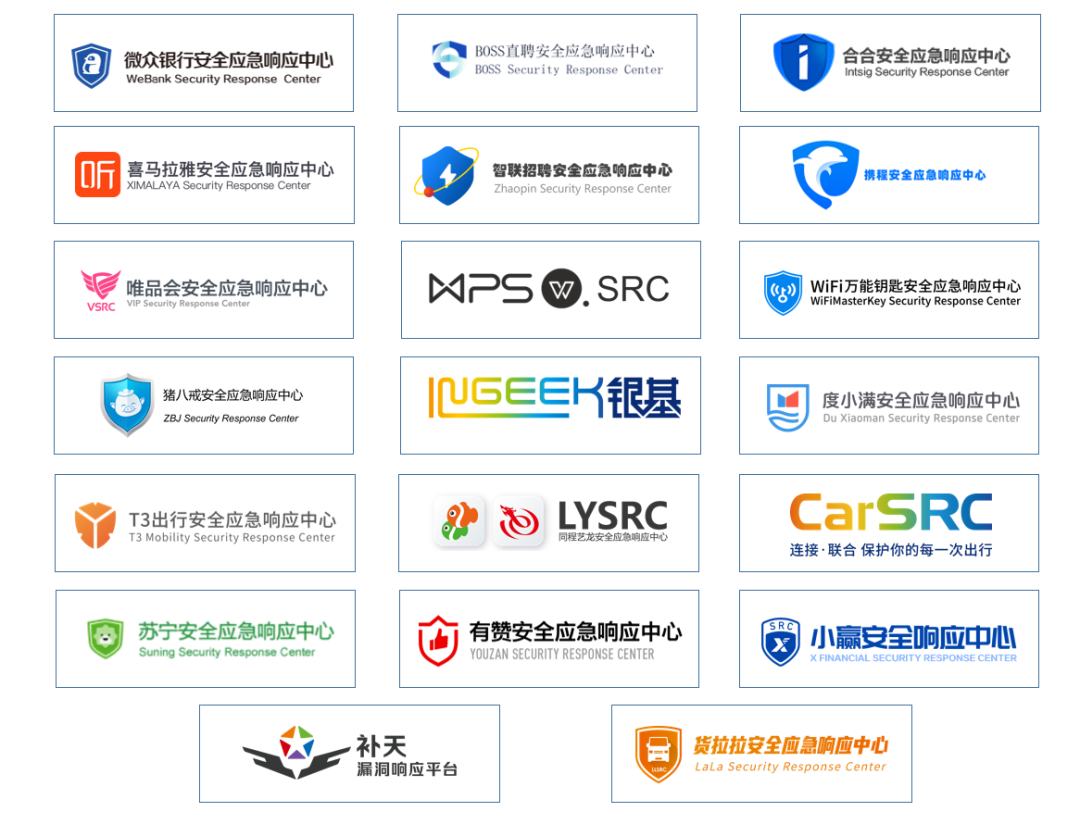 微众银行安全应急响应中心
WeBank Security Response Center
BOSS直聘安全应急响应中心
BOSS Security Response Center
i
合合安全应急响应中心
Intsig Security Response Center
听
喜马拉雅安全应急响应中心
XIMALAYA Security Response Center
智联招聘安全应急响应中心
Zhaopin Security Response Center
携程安全应急响应中心
VSRC
唯品会安全应急响应中心
VIP Security Response Center
WPS W.SRC
WiFi万能钥匙安全应急响应中心
WiFiMasterKey Security Response Center
猪八戒安全应急响应中心
ZBJ Security Response Center
INGEEK银基
度小满安全应急响应中心
Du Xiaoman Security Response Center
T3出行安全应急响应中心
T3 Mobility Security Response Center
LYSRC
同程艺龙安全应急响应中心
CarSRC
连接·联合 保护你的每一次出行
苏宁安全应急响应中心
Suning Security Response Center
有赞安全应急响应中心
YOUZAN SECURITY RESPONSE CENTER
SRC
X
小赢安全响应中心
X FINANCIAL SECURITY RESPONSE CENTER
补天
漏洞响应平台
LLSRC
货拉拉安全应急响应中心
LaLa Security Response Center